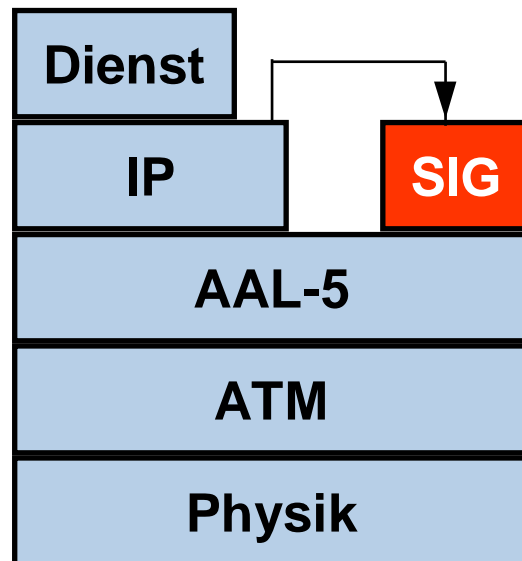 Dienst
IP
SIG
AAL-5
ATM
Physik